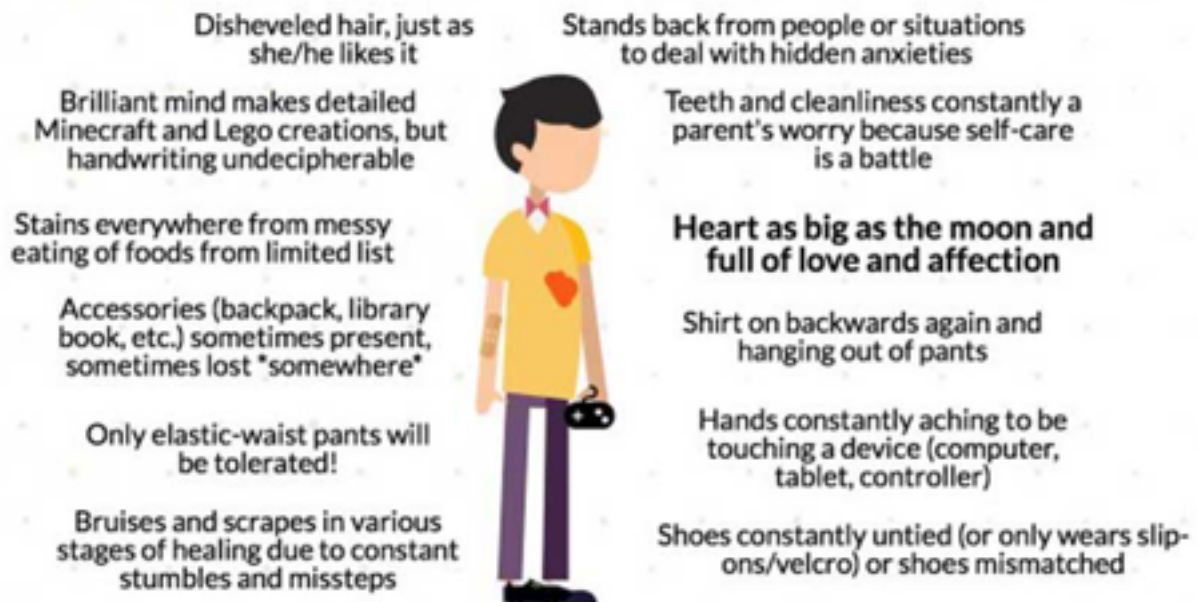 Disheveled hair, just as
she/he likes it
Brilliant mind makes detailed
Minecraft and Lego creations, but
handwriting undecipherable
Stains everywhere from messy
eating of foods from limited list
Accessories (backpack, library
book, etc.) sometimes present,
sometimes lost *somewhere*
Only elastic-waist pants will
be tolerated!
Bruises and scrapes in various
stages of healing due to constant
stumbles and missteps
Stands back from people or situations
to deal with hidden anxieties
Teeth and cleanliness constantly a
parent's worry because self-care
is a battle
Heart as big as the moon and
full of love and affection
Shirt on backwards again and
hanging out of pants
Hands constantly aching to be
touching a device (computer,
tablet, controller)
Shoes constantly untied (or only wears slip-
ons/velcro) or shoes mismatched